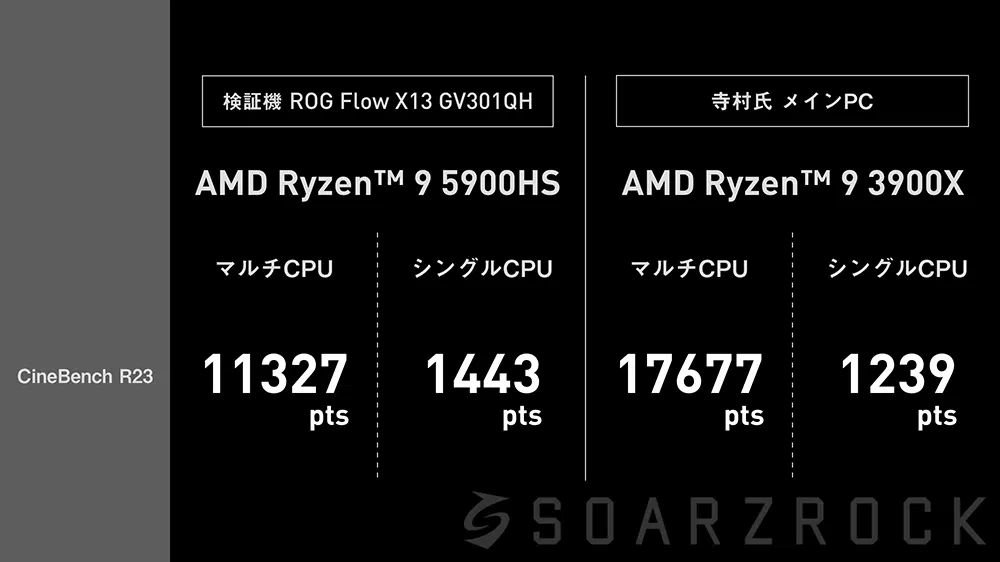 検証機 ROG Flow X13 GV301QH
寺村氏 メインPC
AMD Ryzen™ 9 5900HS
AMD Ryzen™ 9 3900X
マルチCPU
シングルCPU
マルチCPU
シングルCPU
CineBench R23
11327
pts
1443
pts
17677
pts
1239
pts
SOARZROCK